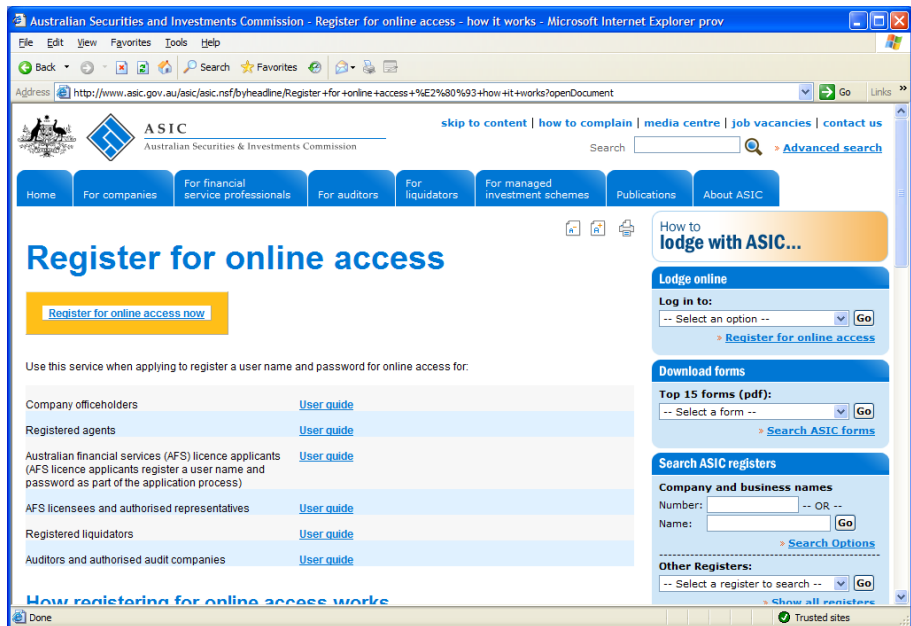 Australian Securities and Investments Commission - Register for online access - how it works - Microsoft Internet Explorer prov
File Edit View Favorites Tools Help
Back Search Favorites
Address http://www.asic.gov.au/asic/asic.nsf/byheadline/Register+for+online+access+%E2%80%93+how+it+works?openDocument Go Links »
skip to content | how to complain | media centre | job vacancies | contact us
ASIC
Australian Securities & Investments Commission
Search » Advanced search
Home
For companies
For financial
service professionals
For auditors
For
liquidators
For managed
investment schemes
Publications
About ASIC
Register for online access
Register for online access now
Use this service when applying to register a user name and password for online access for:
Company officeholders User guide
Registered agents User guide
Australian financial services (AFS) licence applicants User guide
(AFS licence applicants register a user name and
password as part of the application process)
AFS licensees and authorised representatives User guide
Registered liquidators User guide
Auditors and authorised audit companies User guide
How registering for online access works
How to
lodge with ASIC...
Lodge online
Log in to:
-- Select an option -- Go
» Register for online access
Download forms
Top 15 forms (pdf):
-- Select a form -- Go
» Search ASIC forms
Search ASIC registers
Company and business names
Number: -- OR --
Name: Go
» Search Options
Other Registers:
-- Select a register to search -- Go
» Show all registers
Done Trusted sites